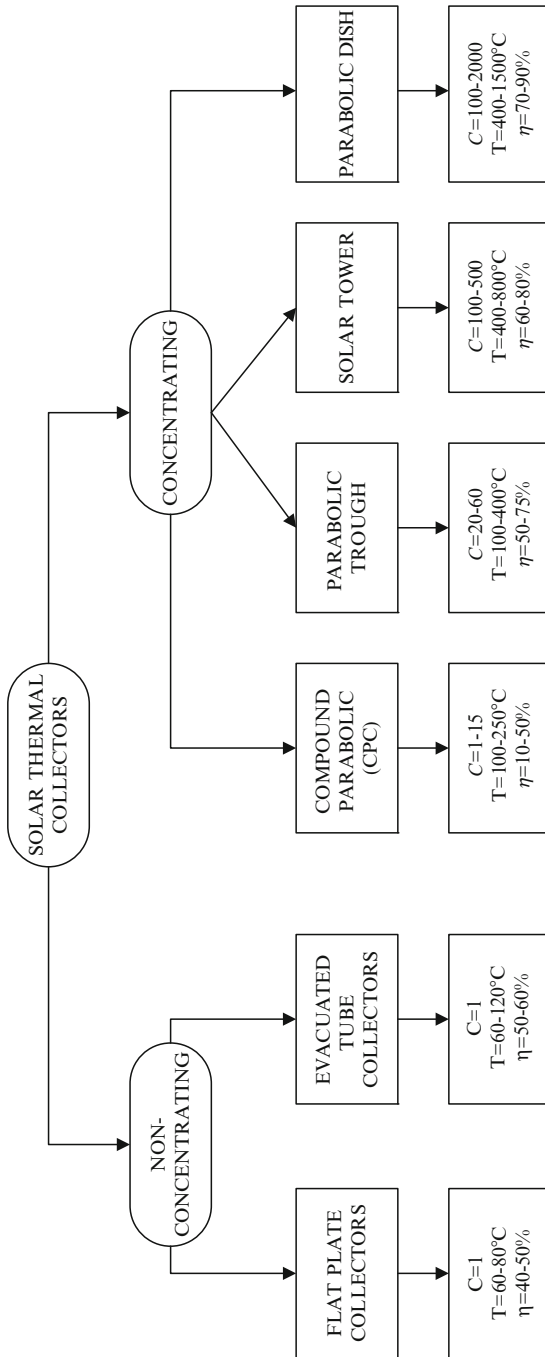 SOLAR THERMAL
COLLECTORS
NON-
CONCENTRATING
CONCENTRATING
FLAT PLATE
COLLECTORS
EVACUATED
TUBE
COLLECTORS
COMPOUND
PARABOLIC
(CPC)
PARABOLIC
TROUGH
SOLAR TOWER
PARABOLIC DISH
C=1
T=60-80°C
η=40-50%
C=1
T=60-120°C
η=50-60%
C=1-15
T=100-250°C
η=10-50%
C=20-60
T=100-400°C
η=50-75%
C=100-500
T=400-800°C
η=60-80%
C=100-2000
T=400-1500°C
η=70-90%